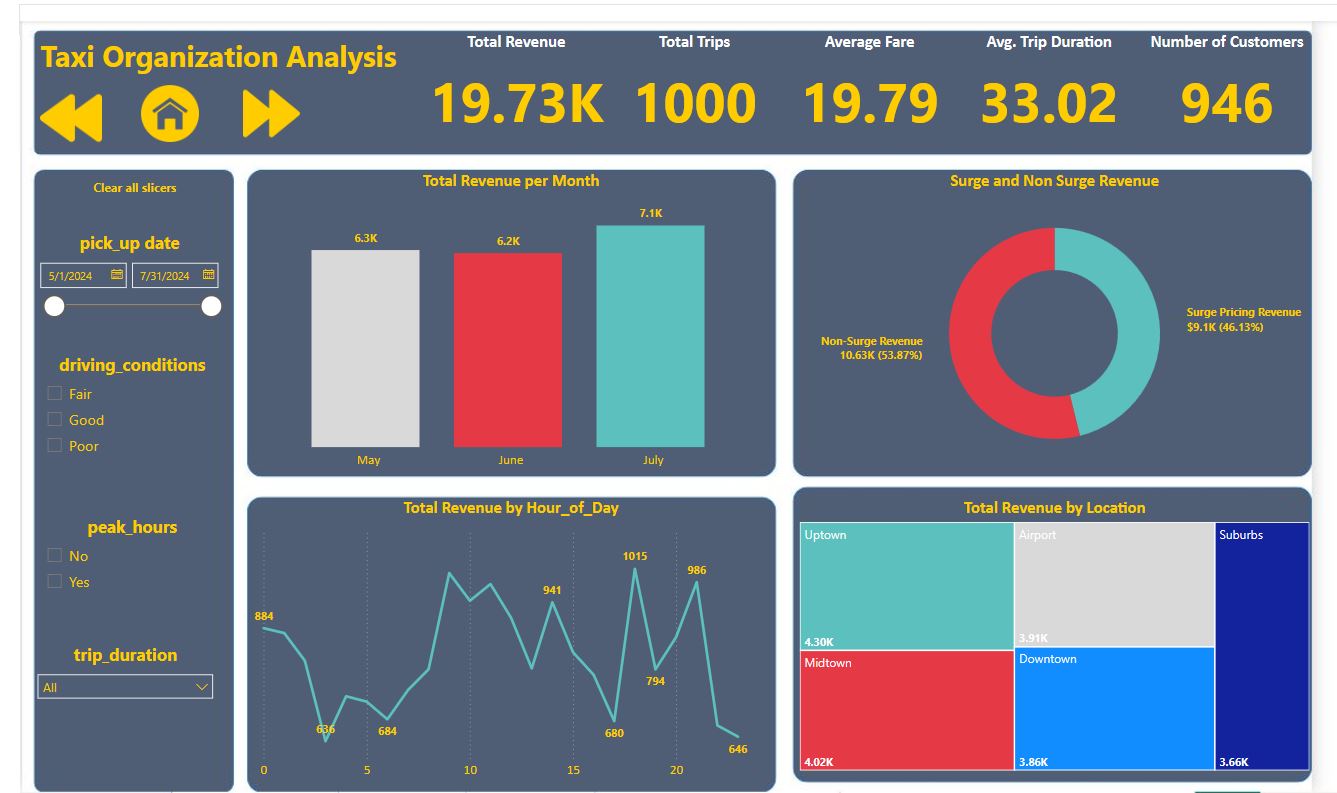 Taxi Organization Analysis
Total Revenue
19.73K
Total Trips
1000
Average Fare
19.79
Avg. Trip Duration
33.02
Number of Customers
946
Clear all slicers
pick_up date
5/1/2024
7/31/2024
driving_conditions
Fair
Good
Poor
peak_hours
No
Yes
trip_duration
All
Total Revenue per Month
6.3K
6.2K
7.1K
May
June
July
Surge and Non Surge Revenue
Surge Pricing Revenue
$9.1K (46.13%)
Non-Surge Revenue
10.63K (53.87%)
Total Revenue by Hour_of_Day
884
636
684
941
680
1015
794
986
646
0
5
10
15
20
Total Revenue by Location
Uptown
4.30K
Midtown
4.02K
Airport
3.91K
Downtown
3.86K
Suburbs
3.66K